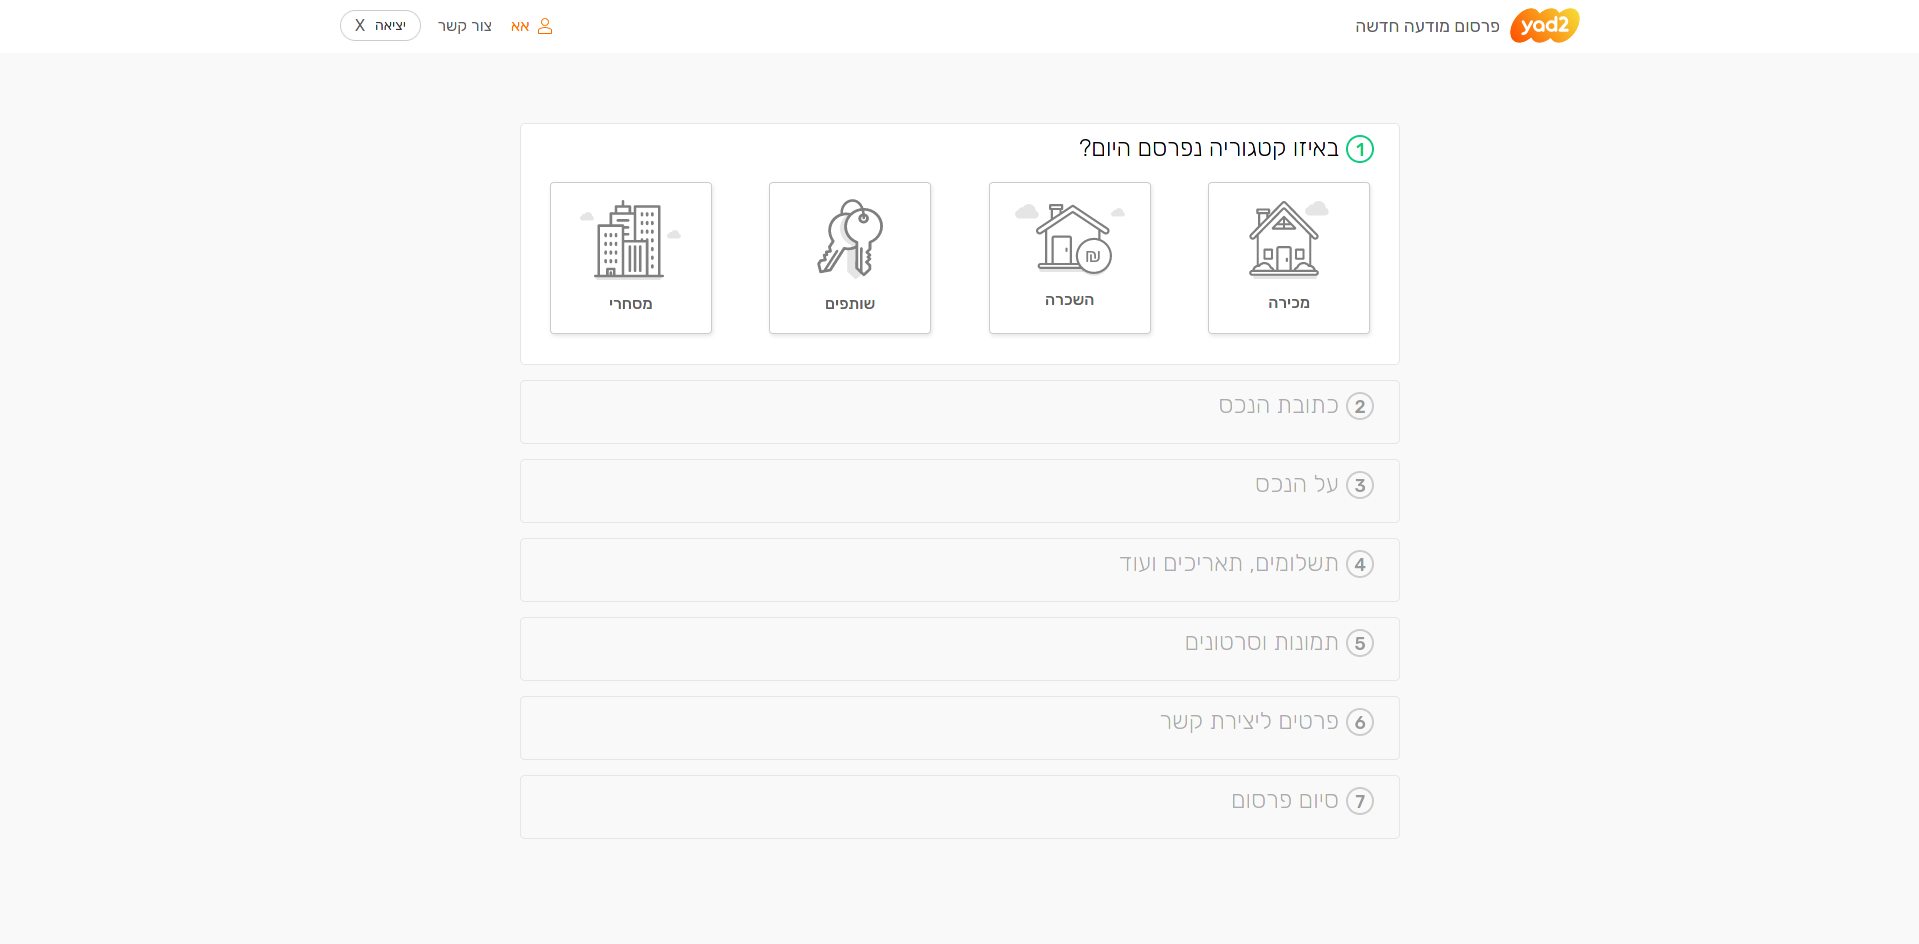 yad2
פרסום מודעה חדשה
אא
צור קשר
יציאה X
1 באיזו קטגוריה נפרסם היום?
מכירה
₪
השכרה
שותפים
מסחרי
2 כתובת הנכס
3 על הנכס
4 תשלומים, תאריכים ועוד
5 תמונות וסרטונים
6 פרטים ליצירת קשר
7 סיום פרסום